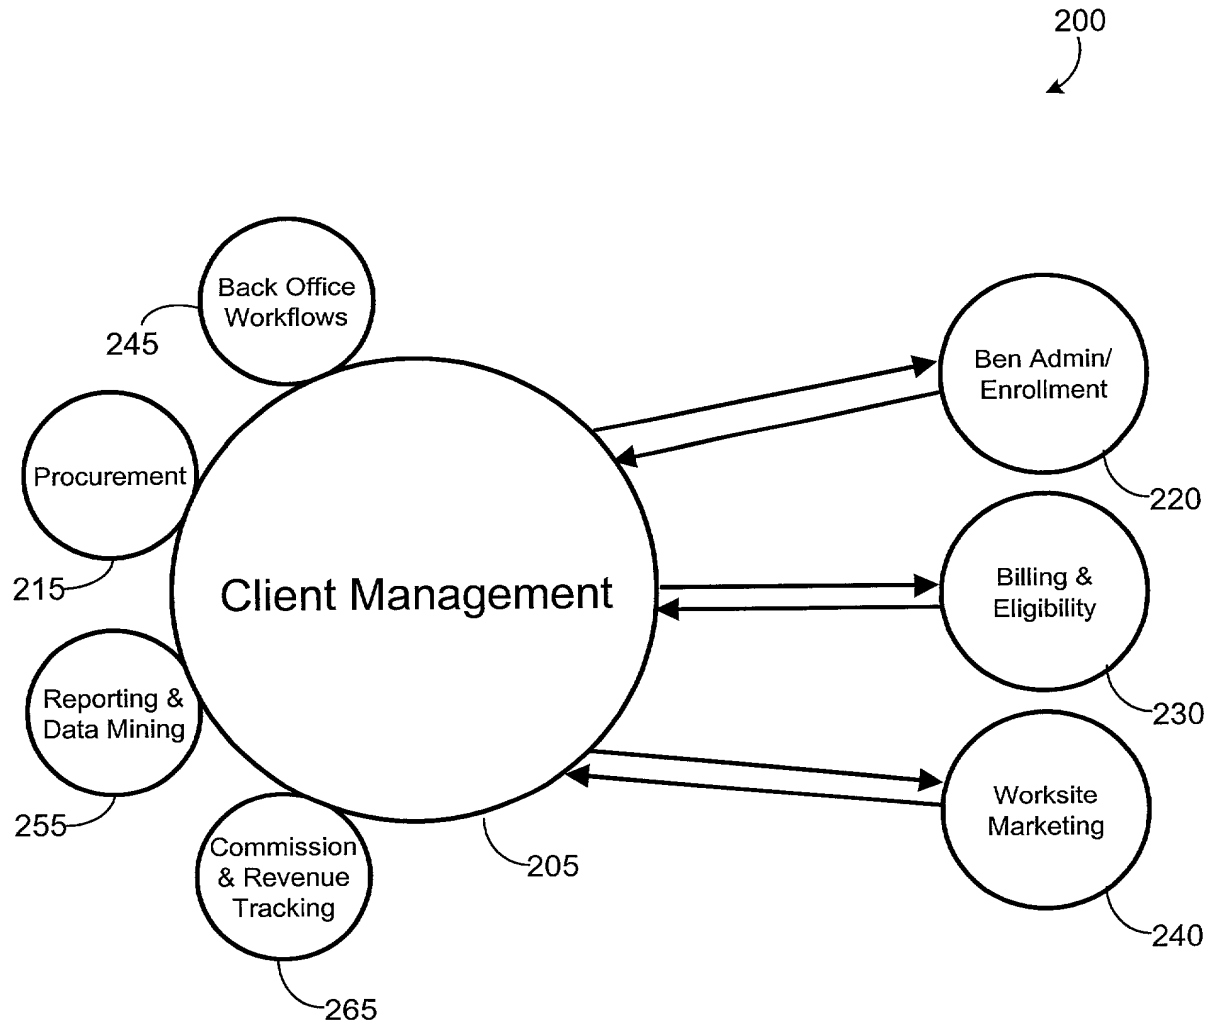 200
Back Office
Workflows
245
Ben Admin/
Enrollment
220
Procurement
215
Client Management
205
Billing &
Eligibility
230
Reporting &
Data Mining
255
Worksite
Marketing
240
Commission
& Revenue
Tracking
265